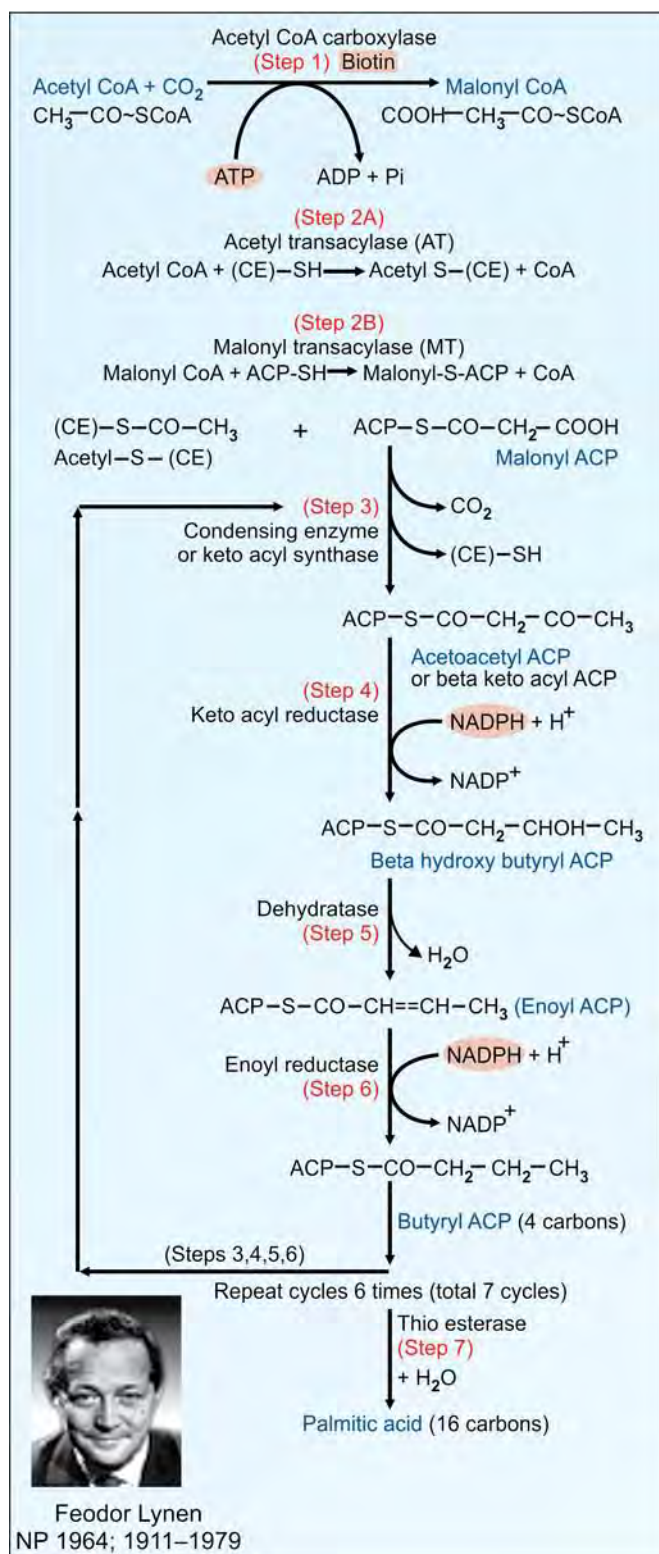 Acetyl CoA carboxylase
(Step 1) Biotin
Acetyl CoA + CO₂ Malonyl CoA
CH₃–CO~SCoA COOH–CH₃–CO~SCoA
ATP ADP + Pi
(Step 2A)
Acetyl transacylase (AT)
Acetyl CoA + (CE)–SH → Acetyl S–(CE) + CoA
(Step 2B)
Malonyl transacylase (MT)
Malonyl CoA + ACP-SH → Malonyl-S-ACP + CoA
(CE)–S–CO–CH₃ + ACP–S–CO–CH₂–COOH
Acetyl–S–(CE) Malonyl ACP
(Step 3) CO₂
Condensing enzyme
or keto acyl synthase (CE)–SH
ACP–S–CO–CH₂–CO–CH₃
Acetoacetyl ACP
or beta keto acyl ACP
(Step 4)
Keto acyl reductase NADPH + H⁺
NADP⁺
ACP–S–CO–CH₂–CHOH–CH₃
Beta hydroxy butyryl ACP
Dehydratase
(Step 5)
H₂O
ACP–S–CO–CH==CH–CH₃ (Enoyl ACP)
NADPH + H⁺
Enoyl reductase
(Step 6)
NADP⁺
ACP–S–CO–CH₂–CH₂–CH₃
Butyryl ACP (4 carbons)
(Steps 3,4,5,6)
Repeat cycles 6 times (total 7 cycles)
Thio esterase
(Step 7)
+ H₂O
Palmitic acid (16 carbons)
Feodor Lynen
NP 1964; 1911–1979